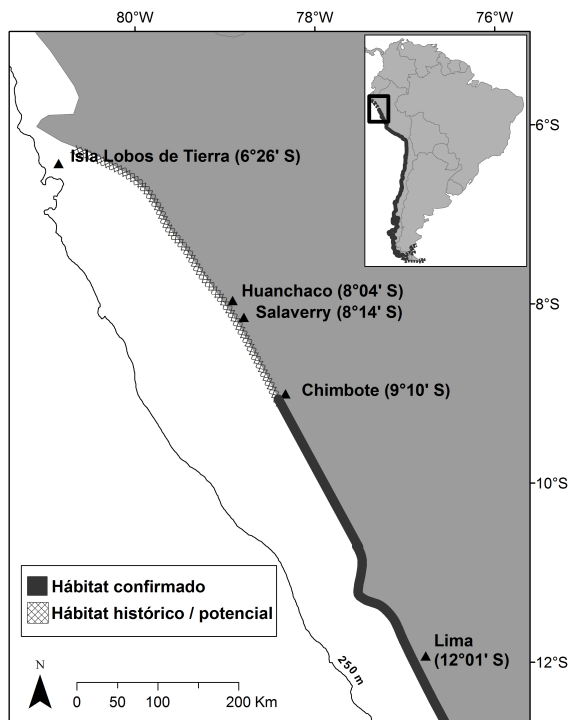 80°W 78°W 76°W
6°S
Isla Lobos de Tierra (6°26' S)
Huanchaco (8°04' S)
8°S
Salaverry (8°14' S)
Chimbote (9°10' S)
10°S
Hábitat confirmado
Hábitat histórico / potencial
Lima
(12°01' S)
12°S
250 m
N
0 50 100 200 Km